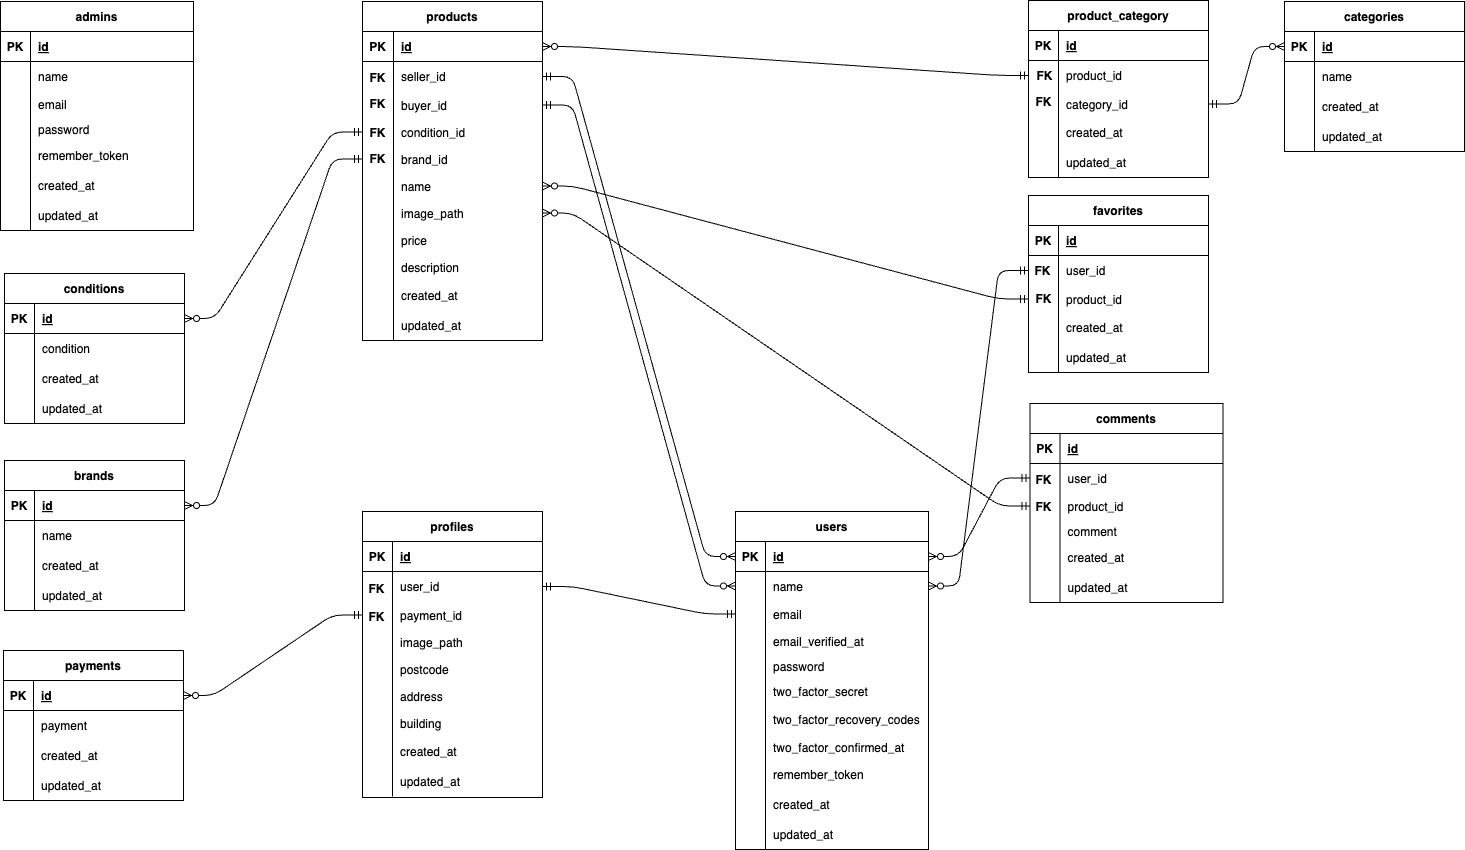 admins
PK id
name
email
password
remember_token
created_at
updated_at
conditions
PK id
condition
created_at
updated_at
brands
PK id
name
created_at
updated_at
payments
PK id
payment
created_at
updated_at
products
PK id
FK seller_id
FK buyer_id
FK condition_id
FK brand_id
name
image_path
price
description
created_at
updated_at
profiles
PK id
FK user_id
FK payment_id
image_path
postcode
address
building
created_at
updated_at
users
PK id
name
email
email_verified_at
password
two_factor_secret
two_factor_recovery_codes
two_factor_confirmed_at
remember_token
created_at
updated_at
product_category
PK id
FK product_id
FK category_id
created_at
updated_at
favorites
PK id
FK user_id
FK product_id
created_at
updated_at
comments
PK id
FK user_id
FK product_id
comment
created_at
updated_at
categories
PK id
name
created_at
updated_at